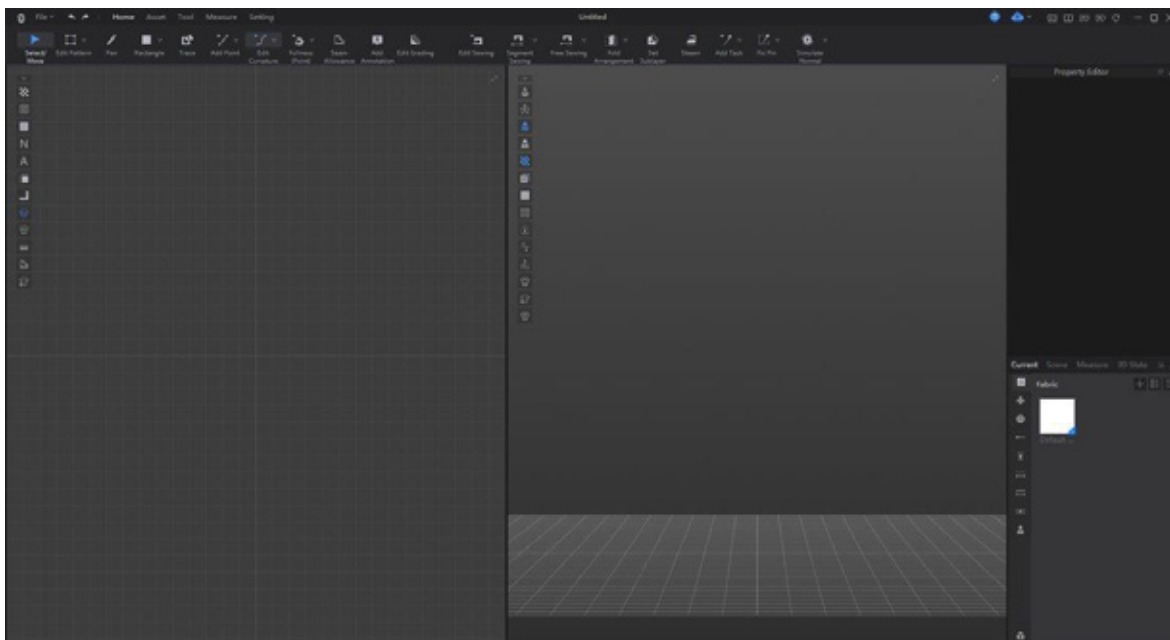 File Home Asset Tool Measure Setting Untitled
Select/ Edit Pattern Pen Rectangle Trace Add Point Edit Fullness Seam Add Edit Grading Edit Sewing Segment Free Sewing Fold Set Steam Add Tack Fix Pin Simulate
Move Curvature (Point) Allowance Annotation Sewing Arrangement Sublayer Normal
Property Editor
N
A
Current Scene Measure 3D State
Fabric
Default